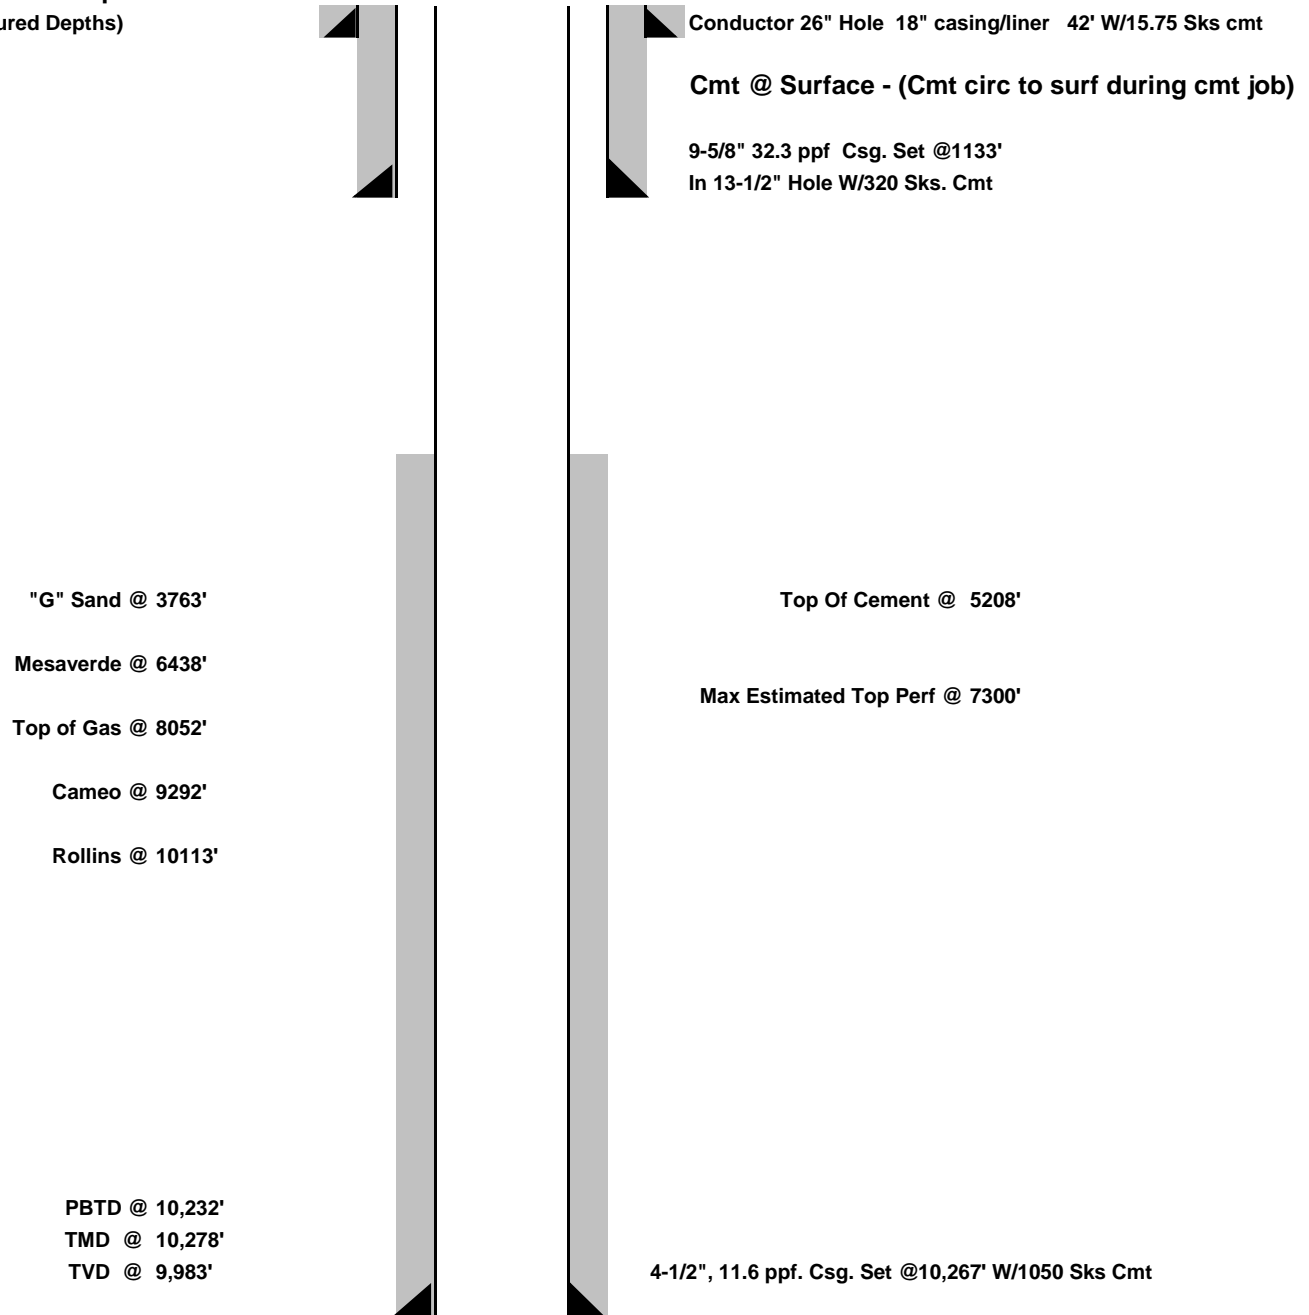 ured Depths)
Conductor 26" Hole 18" casing/liner 42' W/15.75 Sks cmt
Cmt @ Surface - (Cmt circ to surf during cmt job)
9-5/8" 32.3 ppf Csg. Set @1133'
In 13-1/2" Hole W/320 Sks. Cmt
"G" Sand @ 3763'
Top Of Cement @ 5208'
Mesaverde @ 6438'
Max Estimated Top Perf @ 7300'
Top of Gas @ 8052'
Cameo @ 9292'
Rollins @ 10113'
PBTD @ 10,232'
TMD @ 10,278'
TVD @ 9,983'
4-1/2", 11.6 ppf. Csg. Set @10,267' W/1050 Sks Cmt